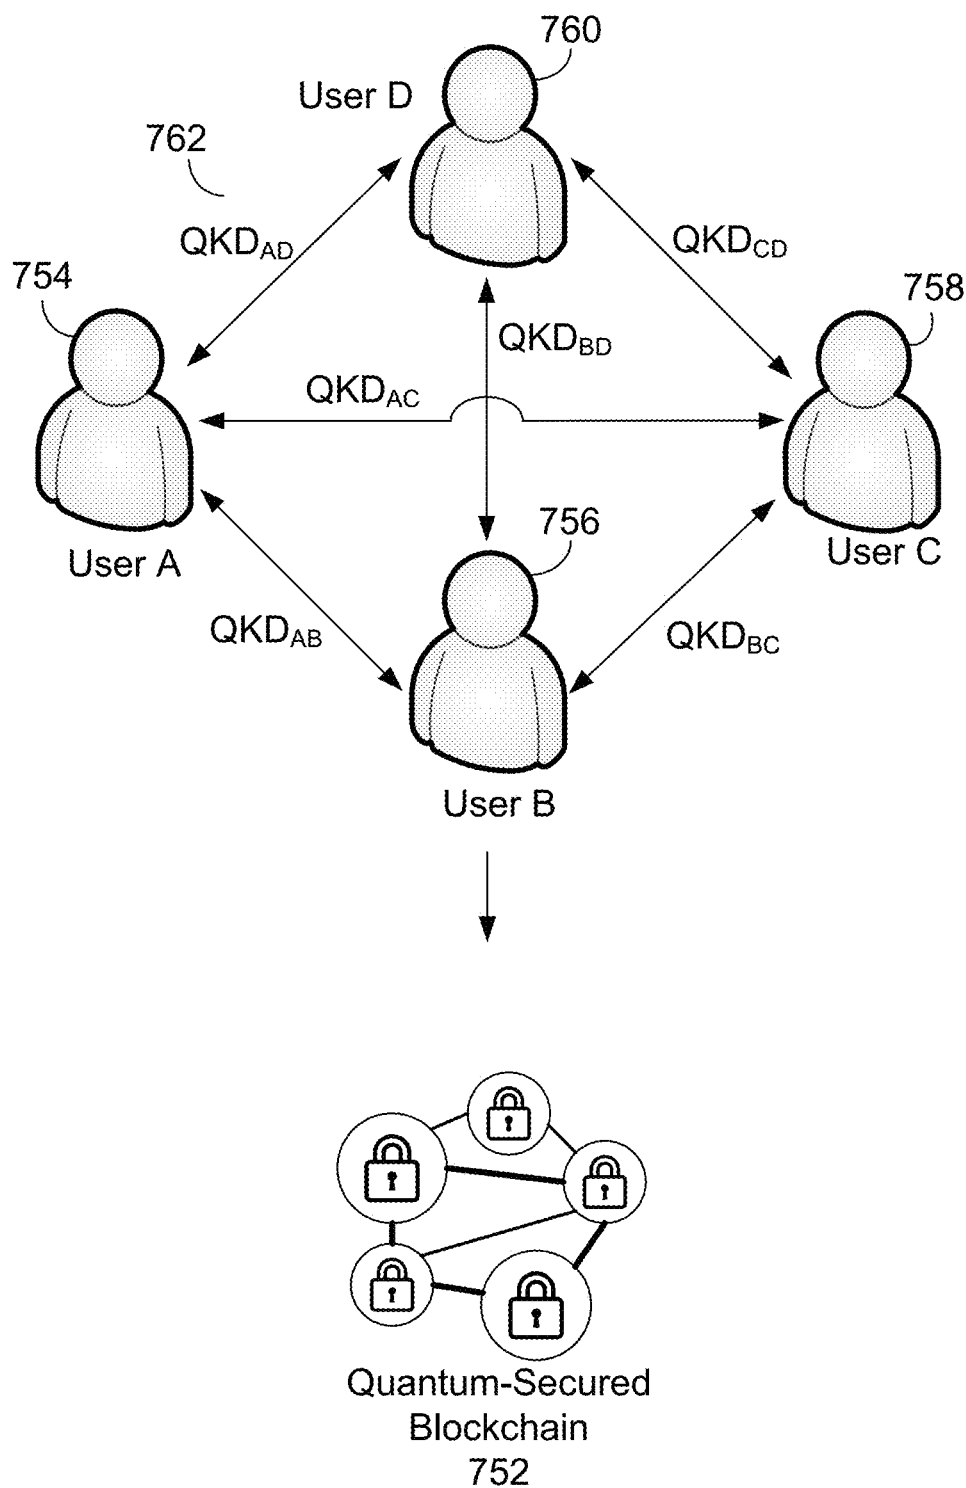 760
User D
762
QKDAD
QKDCD
754
758
QKDBD
QKDAC
756
User A
User C
QKDAB
QKDBC
User B
Quantum-Secured
Blockchain
752